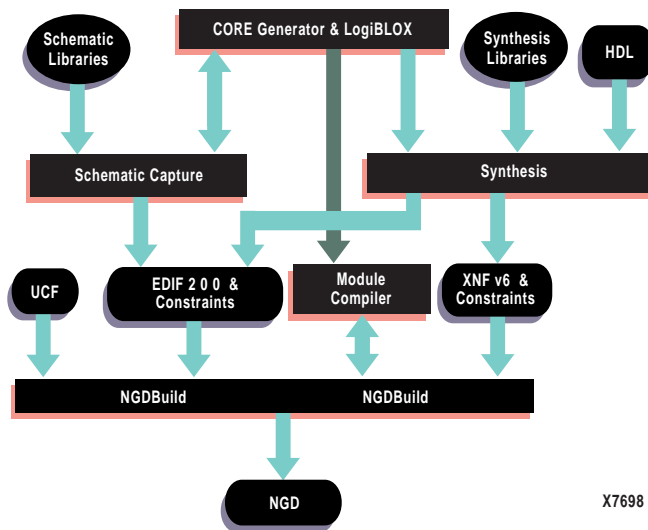 Schematic
Libraries
CORE Generator & LogiBLOX
Synthesis
Libraries
HDL
Schematic Capture
Synthesis
UCF
EDIF 2 0 0 &
Constraints
Module
Compiler
XNF v6 &
Constraints
NGDBuild
NGDBuild
NGD
X7698